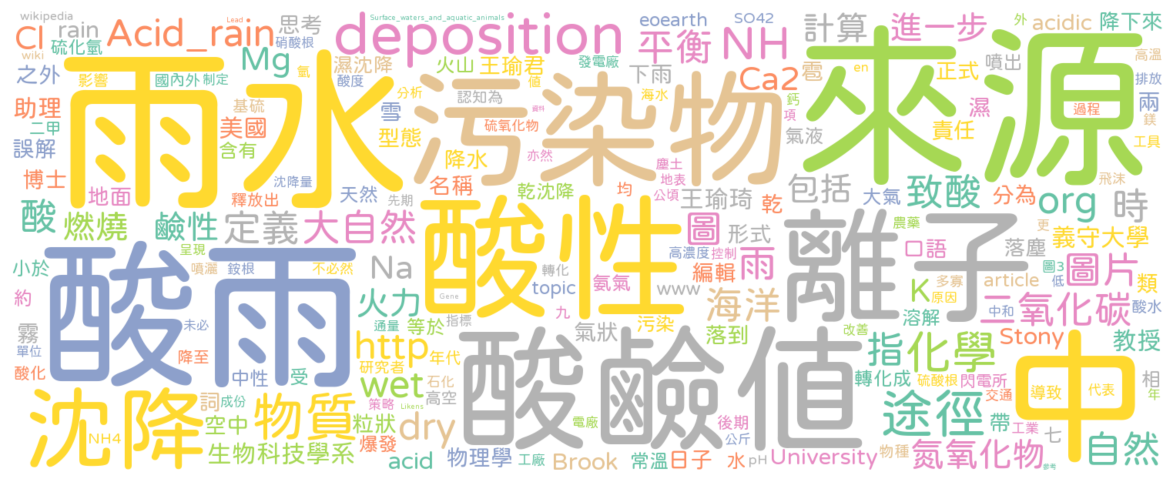 wikipedia
Surface_waters_and_aquatic_animals
Lead
Cl
rain
Acid_rain
思考
deposition
eoearth
SO42
計算
進一步
外
acidic
降下來
wiki
硫化氫
硝酸根
平衡
NH
高溫
之外
影響
氫
國內外
制定
Mg
濕沈降
火山
王瑜君
發電廠
下雨
雹
噴出
en
正式
排放
酸度
值
Ca2
助理
基硫
分析
認知為
海水
鈣
濕
兩
過程
鎂
二甲
美國
雪
型態
硫氧化物
資料
項
氣液
責任
工具
誤解
含有
雨水
污染物
來源
降水
亦然
塵土
博士
沈降量
天然
名稱
乾沈降
均
地表
公頃
王瑜琦
包括
大氣
致酸
分為
飛沫
地面
釋放出
先期
乾
org
時
酸
燃燒
鹼性
定義
大自然
酸性
圖
形式
農藥
口語
更
義守大學
呈現
高濃度
控制
離子
落塵
小於
噴灑
銨根
不必然
Na
轉化
氨氣
編輯
雨
圖3
低
圖片
約
酸雨
Gene
topic
www
K
多寡
article
類
火力
九
海洋
原因
二氧化碳
中和
酸水
霧
未必
通量
等於
指標
氣狀
污染
落到
改善
溶解
Stony
教授
單位
降至
http
年代
酸鹼值
指
化學
中
酸化
中性
受
研究者
石化
轉化成
硫酸根
閃電所
相
wet
高空
交通
導致
代表
年
沈降
詞
成份
策略
Likens
電廠
後期
途徑
帶
工業
七
物質
空中
粒狀
dry
公斤
物種
自然
NH4
生物科技學系
爆發
acid
物理學
工廠
Brook
常溫
日子
水
pH
University
氮氧化物
參考